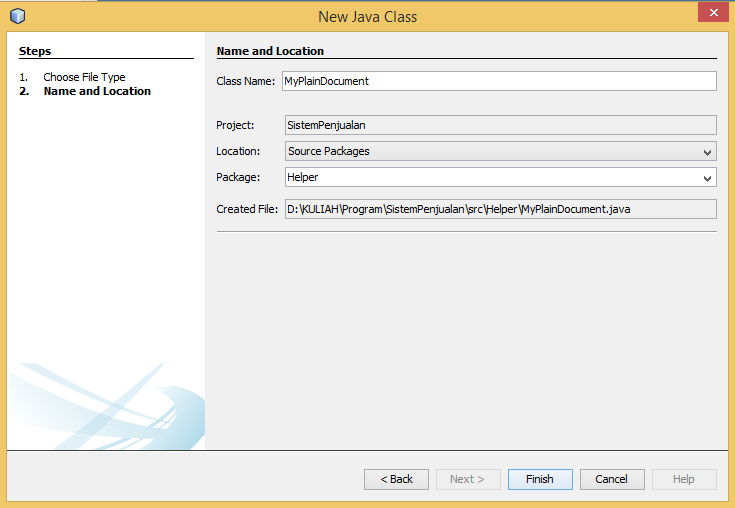 New Java Class
Steps
1. Choose File Type
2. Name and Location
Name and Location
Class Name: MyPlainDocument
Project: SistemPenjualan
Location: Source Packages
Package: Helper
Created File: D:\KULIAH\Program\SistemPenjualan\src\Helper\MyPlainDocument.java
< Back Next > Finish Cancel Help